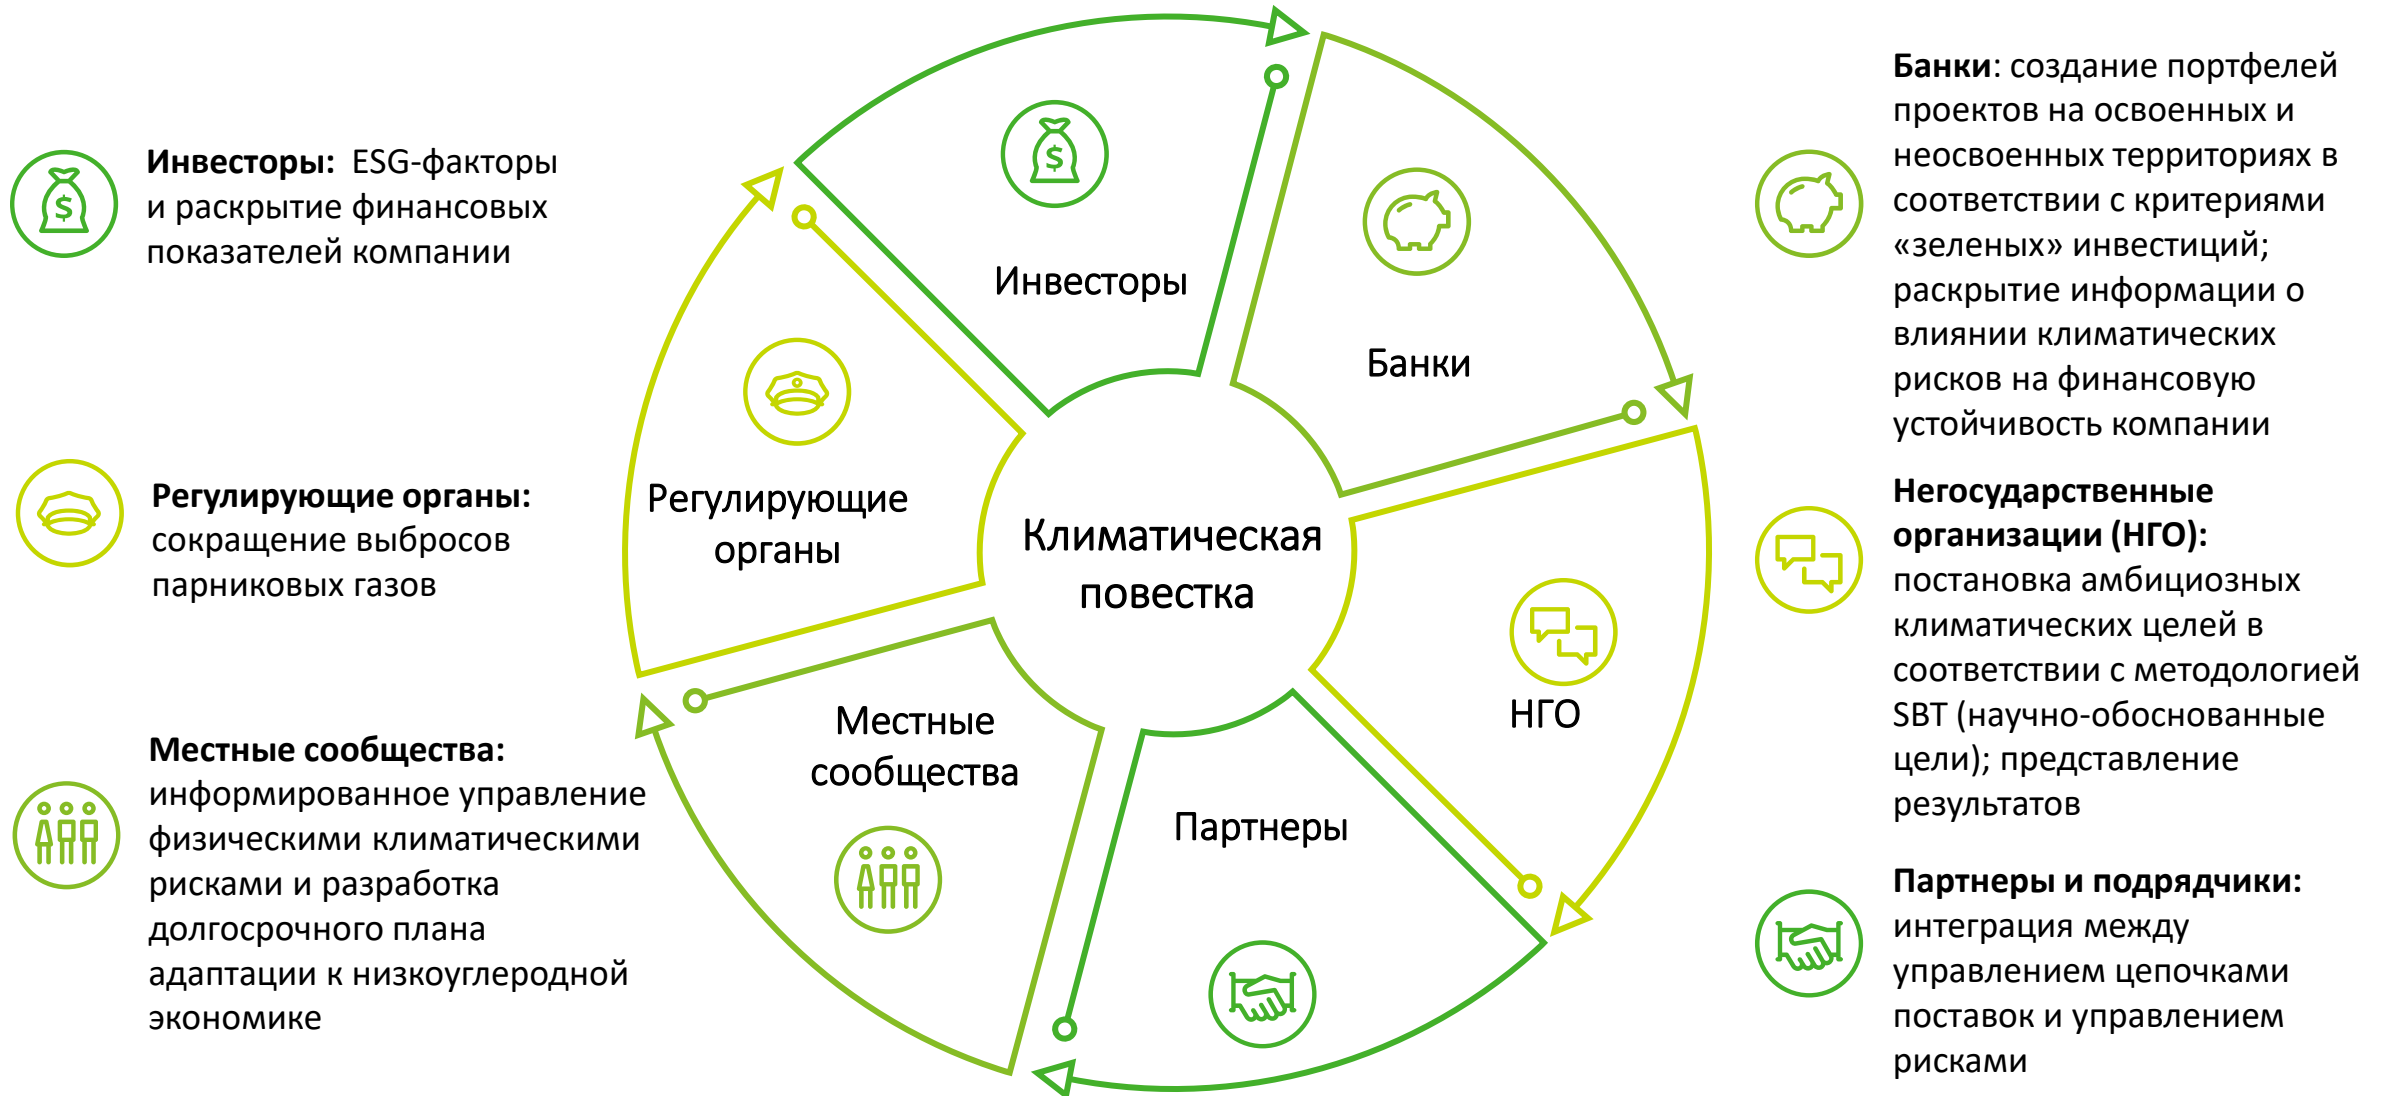 Инвесторы: ESG-факторы
и раскрытие финансовых
показателей компании
Регулирующие органы:
сокращение выбросов
парниковых газов
Местные сообщества:
информированное управление
физическими климатическими
рисками и разработка
долгосрочного плана
адаптации к низкоуглеродной
экономике
$
$
Инвесторы
Банки
Регулирующие
органы
Климатическая
повестка
НГО
Местные
сообщества
Партнеры
Банки: создание портфелей
проектов на освоенных и
неосвоенных территориях в
соответствии с критериями
«зеленых» инвестиций;
раскрытие информации о
влиянии климатических
рисков на финансовую
устойчивость компании
Негосударственные
организации (НГО):
постановка амбициозных
климатических целей в
соответствии с методологией
SBT (научно-обоснованные
цели); представление
результатов
Партнеры и подрядчики:
интеграция между
управлением цепочками
поставок и управлением
рисками